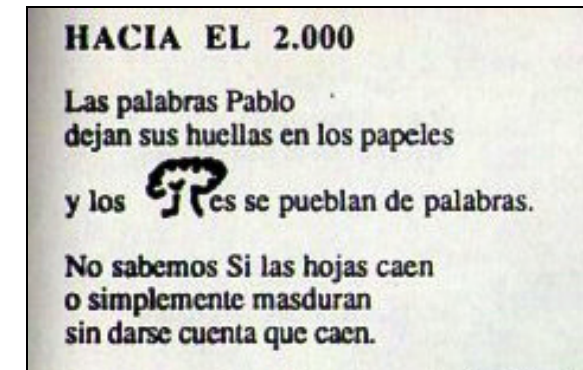 HACIA EL 2.000
Las palabras Pablo
dejan sus huellas en los papeles
y los es se pueblan de palabras.
No sabemos Si las hojas caen
o simplemente masduran
sin darse cuenta que caen.